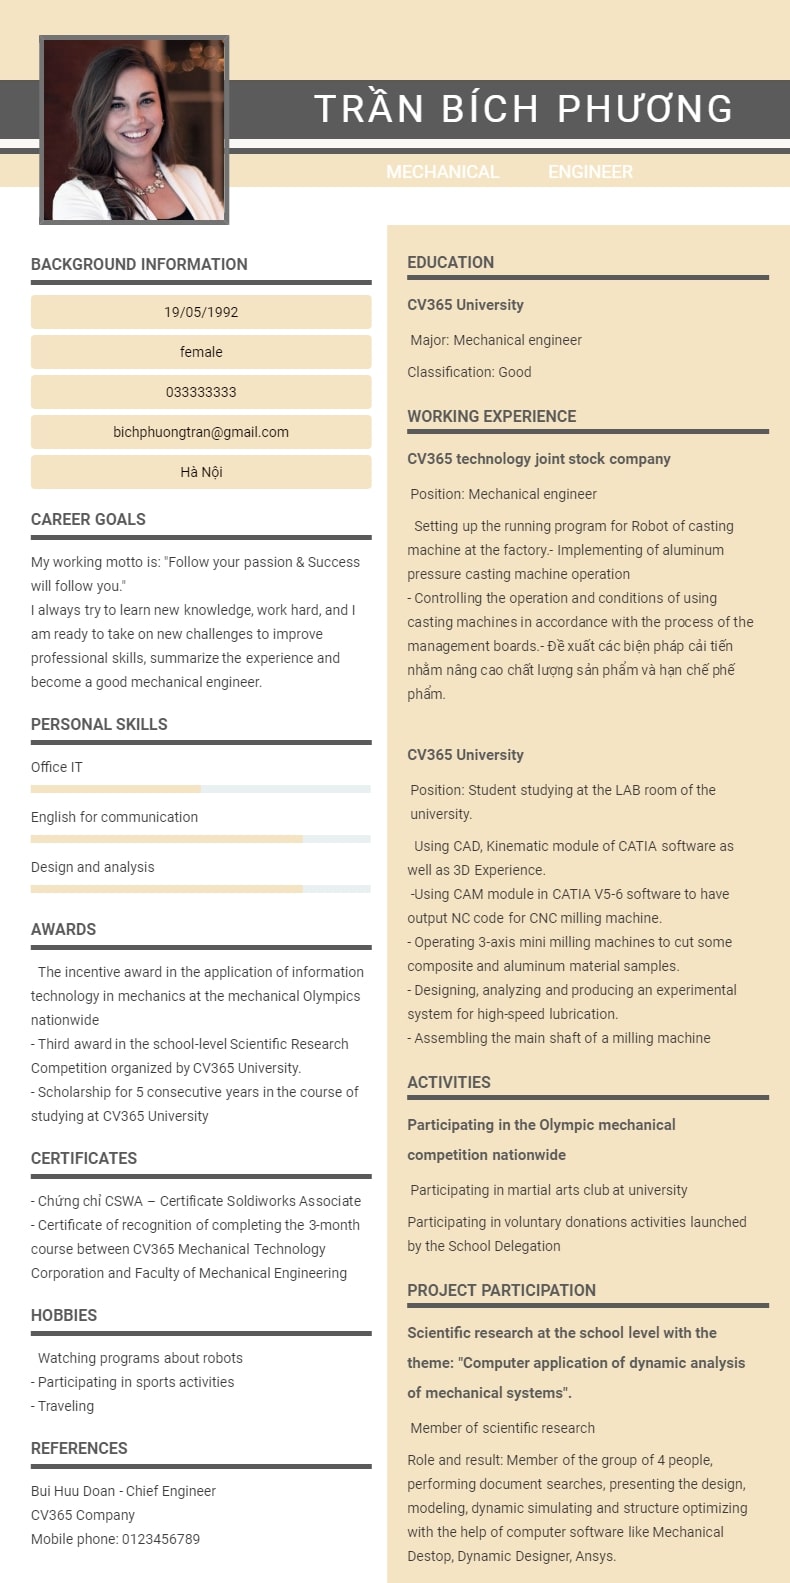 TRẦN BÍCH PHƯƠNG
MECHANICAL ENGINEER
BACKGROUND INFORMATION
19/05/1992
female
033333333
bichphuongtran@gmail.com
Hà Nội
CAREER GOALS
My working motto is: "Follow your passion & Success
will follow you."
I always try to learn new knowledge, work hard, and I
am ready to take on new challenges to improve
professional skills, summarize the experience and
become a good mechanical engineer.
PERSONAL SKILLS
Office IT
English for communication
Design and analysis
AWARDS
The incentive award in the application of information
technology in mechanics at the mechanical Olympics
nationwide
- Third award in the school-level Scientific Research
Competition organized by CV365 University.
- Scholarship for 5 consecutive years in the course of
studying at CV365 University
CERTIFICATES
- Chứng chỉ CSWA – Certificate Soldiworks Associate
- Certificate of recognition of completing the 3-month
course between CV365 Mechanical Technology
Corporation and Faculty of Mechanical Engineering
HOBBIES
Watching programs about robots
- Participating in sports activities
- Traveling
REFERENCES
Bui Huu Doan - Chief Engineer
CV365 Company
Mobile phone: 0123456789
EDUCATION
CV365 University
Major: Mechanical engineer
Classification: Good
WORKING EXPERIENCE
CV365 technology joint stock company
Position: Mechanical engineer
Setting up the running program for Robot of casting
machine at the factory.- Implementing of aluminum
pressure casting machine operation
- Controlling the operation and conditions of using
casting machines in accordance with the process of the
management boards.- Đề xuất các biện pháp cải tiến
nhằm nâng cao chất lượng sản phẩm và hạn chế phế
phẩm.
CV365 University
Position: Student studying at the LAB room of the
university.
Using CAD, Kinematic module of CATIA software as
well as 3D Experience.
-Using CAM module in CATIA V5-6 software to have
output NC code for CNC milling machine.
- Operating 3-axis mini milling machines to cut some
composite and aluminum material samples.
- Designing, analyzing and producing an experimental
system for high-speed lubrication.
- Assembling the main shaft of a milling machine
ACTIVITIES
Participating in the Olympic mechanical
competition nationwide
Participating in martial arts club at university
Participating in voluntary donations activities launched
by the School Delegation
PROJECT PARTICIPATION
Scientific research at the school level with the
theme: "Computer application of dynamic analysis
of mechanical systems".
Member of scientific research
Role and result: Member of the group of 4 people,
performing document searches, presenting the design,
modeling, dynamic simulating and structure optimizing
with the help of computer software like Mechanical
Destop, Dynamic Designer, Ansys.